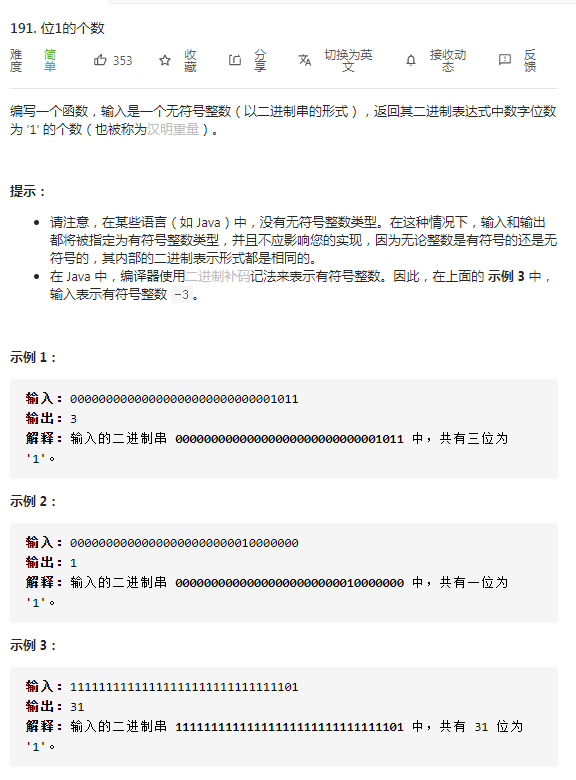 191. 位1的个数
难度 简单 353 收藏 分享 切换为英文 接收动态 反馈
编写一个函数，输入是一个无符号整数（以二进制串的形式），返回其二进制表达式中数字位数
为 '1' 的个数（也被称为汉明重量）。
提示：
请注意，在某些语言（如 Java）中，没有无符号整数类型。在这种情况下，输入和输出
都将被指定为有符号整数类型，并且不应影响您的实现，因为无论整数是有符号的还是无
符号的，其内部的二进制表示形式都是相同的。
在 Java 中，编译器使用二进制补码记法来表示有符号整数。因此，在上面的 示例 3 中，
输入表示有符号整数 -3。
示例 1：
输入：00000000000000000000000000001011
输出：3
解释：输入的二进制串 00000000000000000000000000001011 中，共有三位为
'1'。
示例 2：
输入：00000000000000000000000010000000
输出：1
解释：输入的二进制串 00000000000000000000000010000000 中，共有一位为
'1'。
示例 3：
输入：11111111111111111111111111111101
输出：31
解释：输入的二进制串 11111111111111111111111111111101 中，共有 31 位为
'1'。